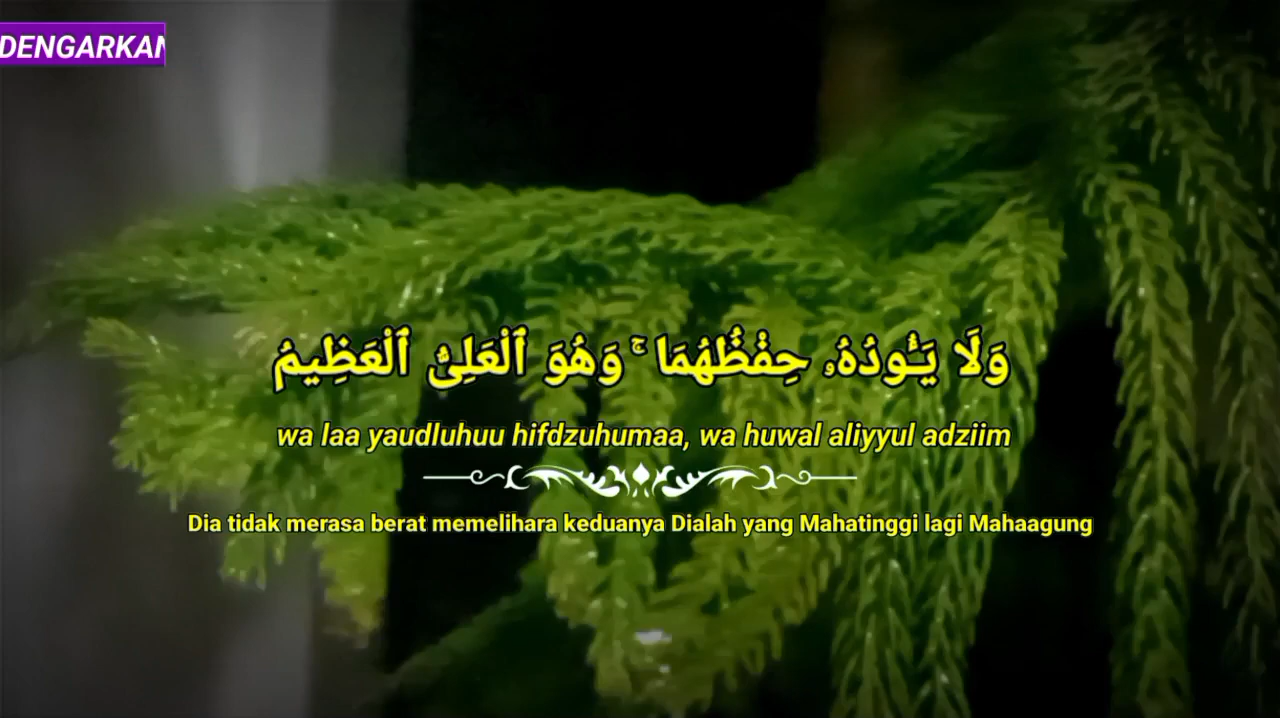 DENGARKAN
وَلَا يَـُٔودُهُۥ حِفْظُهُمَا ۚ وَهُوَ ٱلْعَلِىُّ ٱلْعَظِيمُ
wa laa yaudluhuu hifdzuhumaa, wa huwal aliyyul adziim
Dia tidak merasa berat memelihara keduanya Dialah yang Mahatinggi lagi Mahaagung